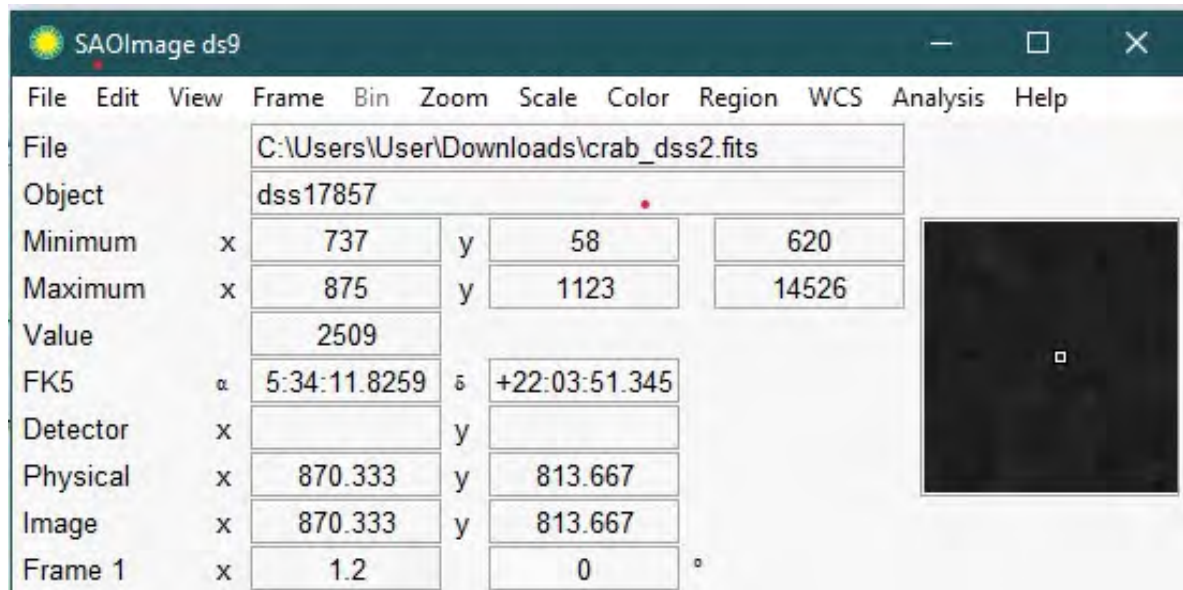 SAOImage ds9
File Edit View Frame Bin Zoom Scale Color Region WCS Analysis Help
File C:\Users\User\Downloads\crab_dss2.fits
Object dss17857
Minimum x 737 y 58 620
Maximum x 875 y 1123 14526
Value 2509
FK5 α 5:34:11.8259 δ +22:03:51.345
Detector x y
Physical x 870.333 y 813.667
Image x 870.333 y 813.667
Frame 1 x 1.2 0 °